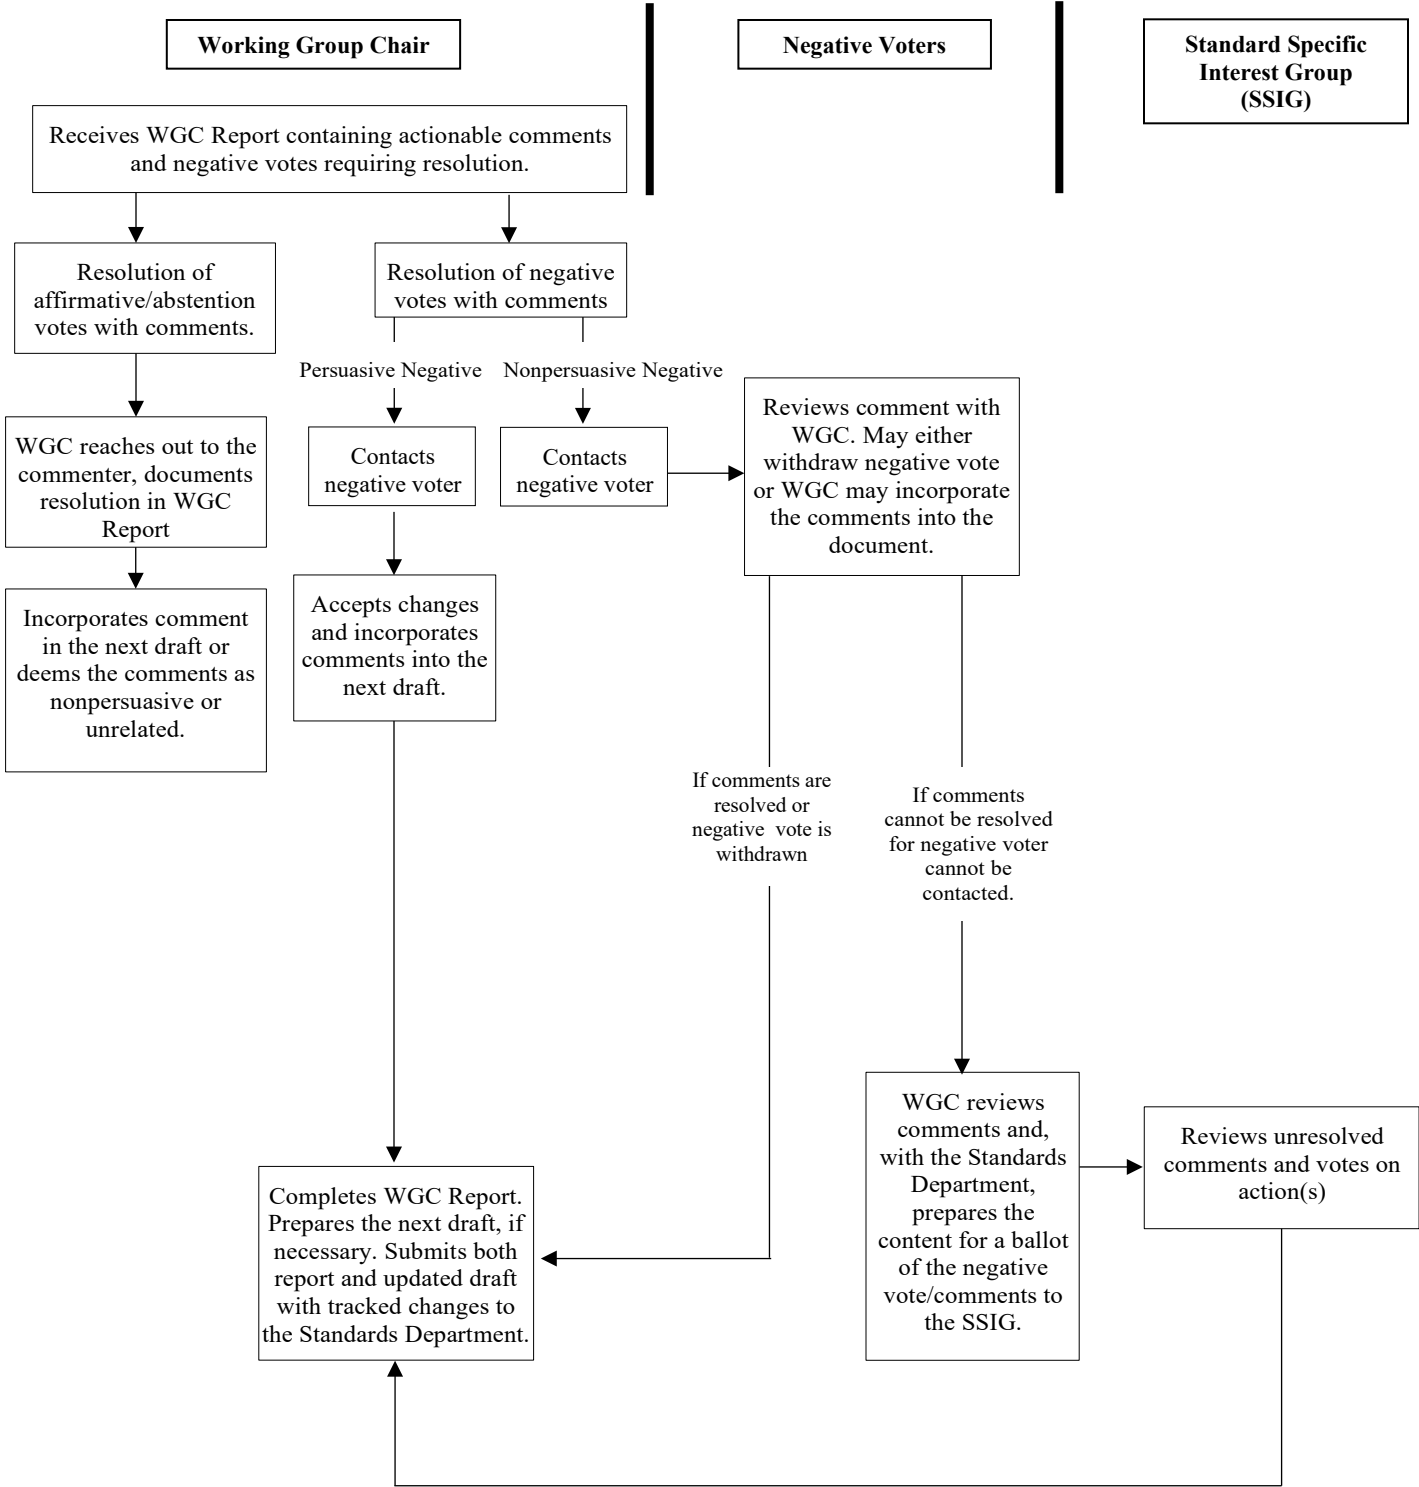 Working Group Chair
Negative Voters
Standard Specific
Interest Group
(SSIG)
Receives WGC Report containing actionable comments
and negative votes requiring resolution.
Resolution of
affirmative/abstention
votes with comments.
Resolution of negative
votes with comments
Persuasive Negative
Nonpersuasive Negative
WGC reaches out to the
commenter, documents
resolution in WGC
Report
Contacts
negative voter
Contacts
negative voter
Reviews comment with
WGC. May either
withdraw negative vote
or WGC may incorporate
the comments into the
document.
Incorporates comment
in the next draft or
deems the comments as
nonpersuasive or
unrelated.
Accepts changes
and incorporates
comments into the
next draft.
If comments are
resolved or
negative  vote is
withdrawn
If comments
cannot be resolved
for negative voter
cannot be
contacted.
Completes WGC Report.
Prepares the next draft, if
necessary. Submits both
report and updated draft
with tracked changes to
the Standards Department.
WGC reviews
comments and,
with the Standards
Department,
prepares the
content for a ballot
of the negative
vote/comments to
the SSIG.
Reviews unresolved
comments and votes on
action(s)